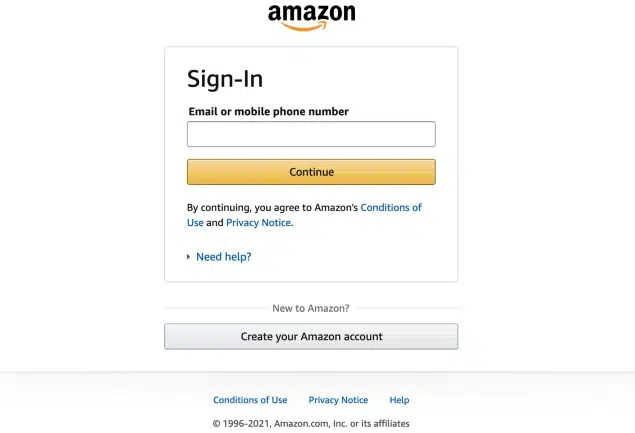 amazon
Sign-In
Email or mobile phone number
Continue
By continuing, you agree to Amazon's Conditions of
Use and Privacy Notice.
Need help?
New to Amazon?
Create your Amazon account
Conditions of Use Privacy Notice Help
© 1996-2021, Amazon.com, Inc. or its affiliates